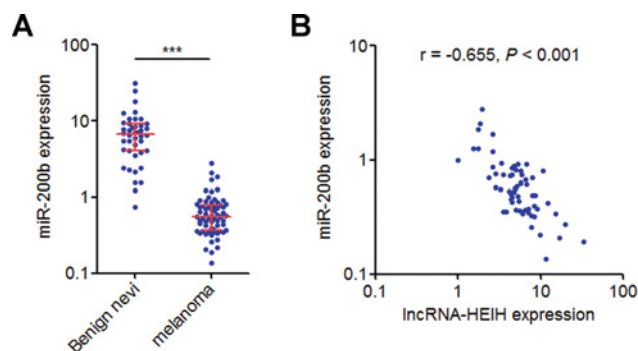 A
miR-200b expression
100
10
1
0.1
***
Benign nevi
melanoma
B
r = -0.655, P < 0.001
miR-200b expression
10
1
0.1
0.1
1
10
100
lncRNA-HEIH expression